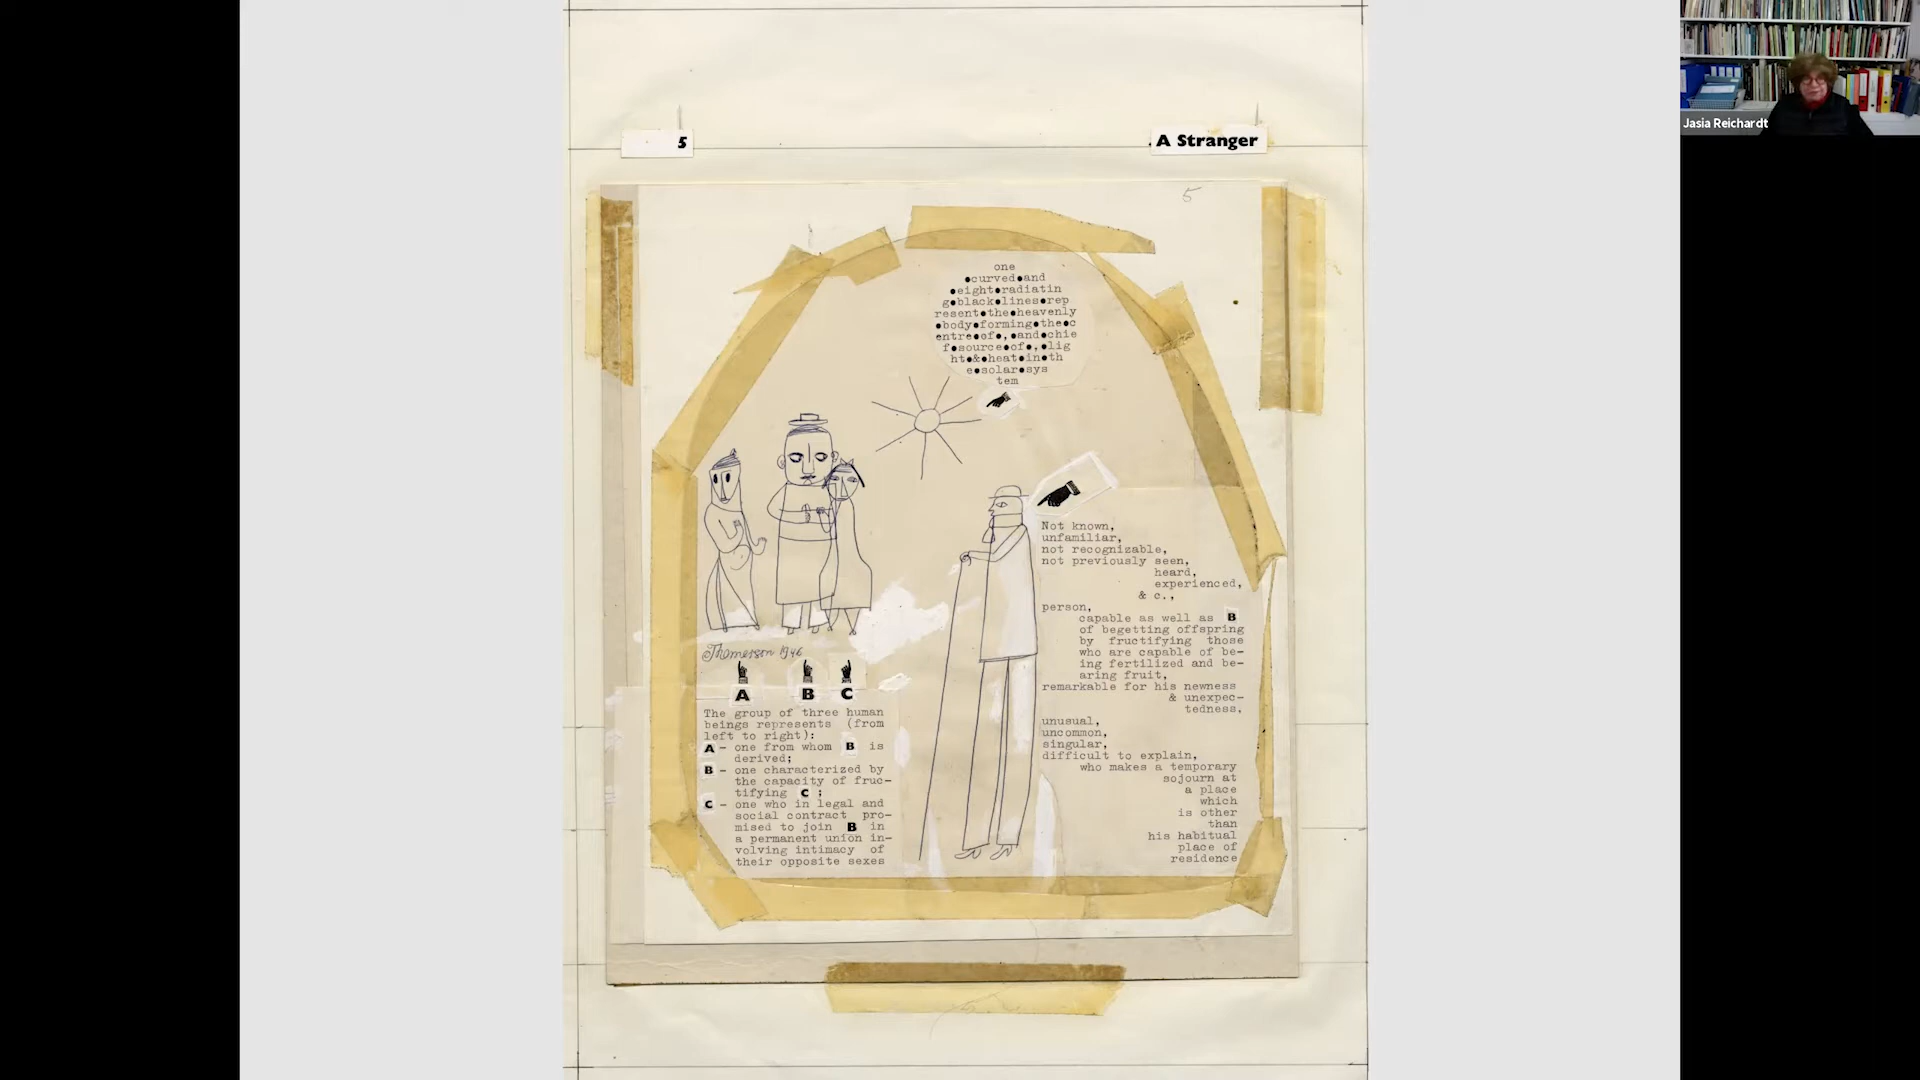 Jasia Reichardt
5
A Stranger
5
one
•curved•and
•eight•radiatin
g•black•lines•rep
resent•the•heavenly
•body•forming•the•c
entre•of•,•and•chie
f•source•of•,•lig
ht•&•heat•in•th
e•solar•sys
tem
Not known,
unfamiliar,
not recognizable,
not previously seen,
heard,
experienced,
& c.,
person,
capable as well as B
of begetting offspring
by fructifying those
who are capable of be-
ing fertilized and be-
aring fruit,
remarkable for his newness
& unexpec-
tedness.
unusual,
uncommon,
singular,
difficult to explain,
who makes a temporary
sojourn at
a place
which
is other
than
his habitual
place of
residence
Themerson 1946
A B C
The group of three human
beings represents (from
left to right):
A - one from whom B is
derived;
B - one characterized by
the capacity of fruc-
tifying C ;
C - one who in legal and
social contract pro-
mised to join B in
a permanent union in-
volving intimacy of
their opposite sexes